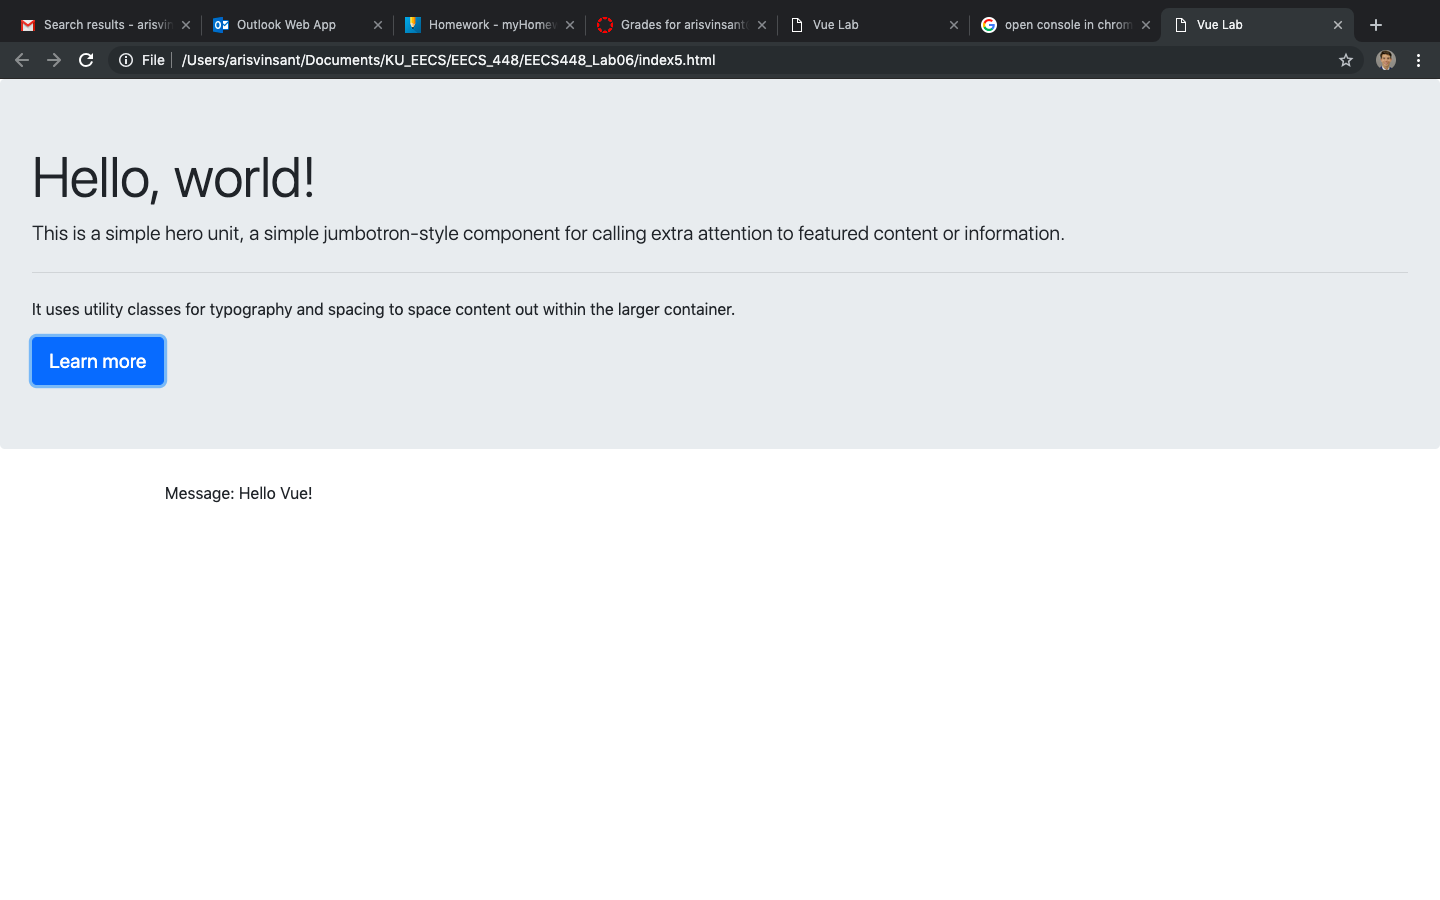 Search results - arisvin
Outlook Web App
Homework - myHomew
Grades for arisvinsant
Vue Lab
open console in chrom
Vue Lab
File
/Users/arisvinsant/Documents/KU_EECS/EECS_448/EECS448_Lab06/index5.html
Hello, world!
This is a simple hero unit, a simple jumbotron-style component for calling extra attention to featured content or information.
It uses utility classes for typography and spacing to space content out within the larger container.
Learn more
Message: Hello Vue!